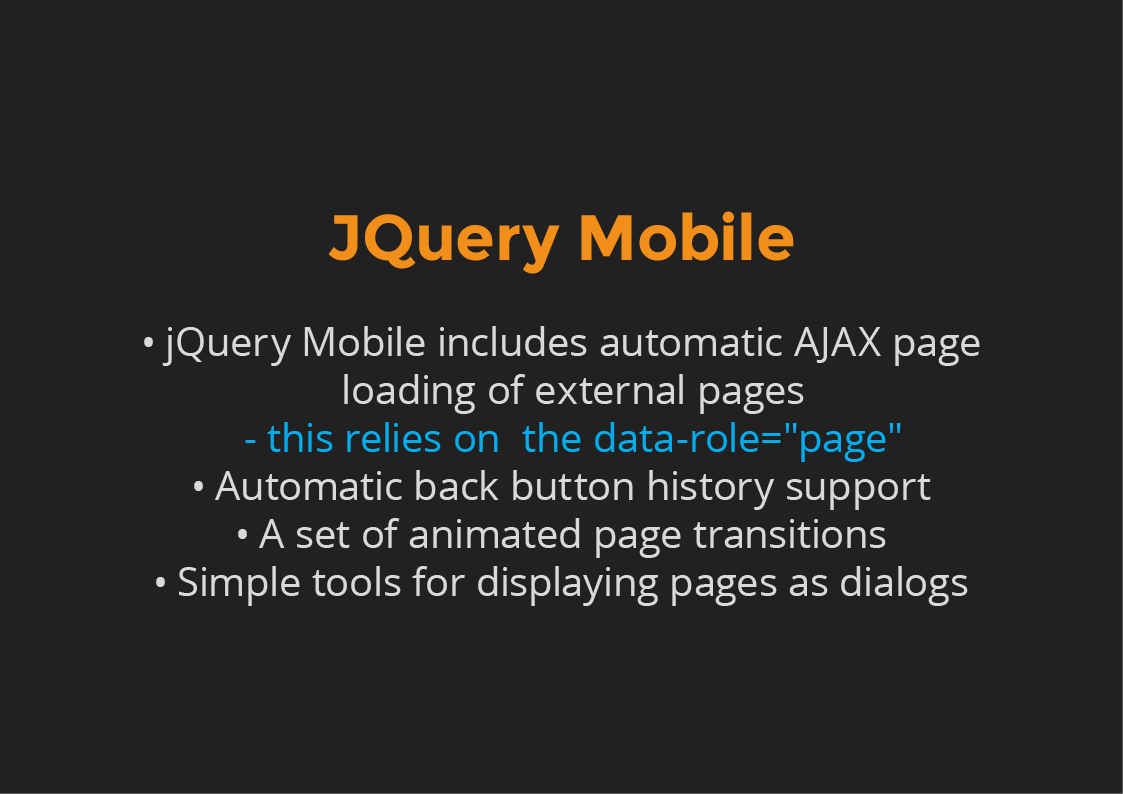 JQuery Mobile
• jQuery Mobile includes automatic AJAX page
loading of external pages
- this relies on  the data-role="page"
• Automatic back button history support
• A set of animated page transitions
• Simple tools for displaying pages as dialogs